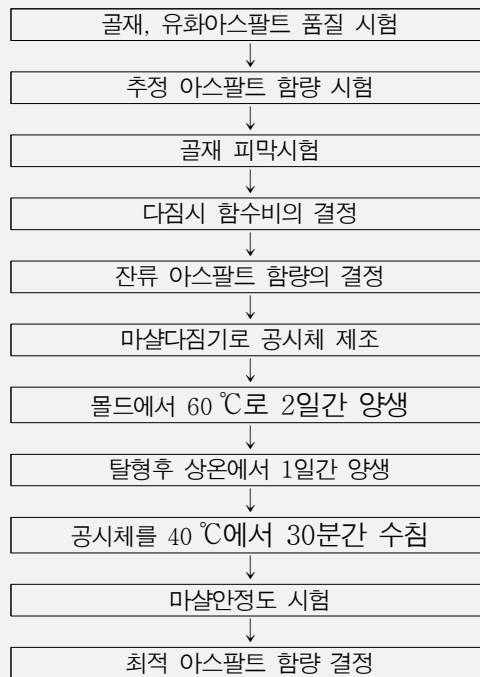 골재, 유화아스팔트 품질 시험
추정 아스팔트 함량 시험
골재 피막시험
다짐시 함수비의 결정
잔류 아스팔트 함량의 결정
마샬다짐기로 공시체 제조
몰드에서 60 ℃로 2일간 양생
탈형후 상온에서 1일간 양생
공시체를 40 ℃에서 30분간 수침
마샬안정도 시험
최적 아스팔트 함량 결정